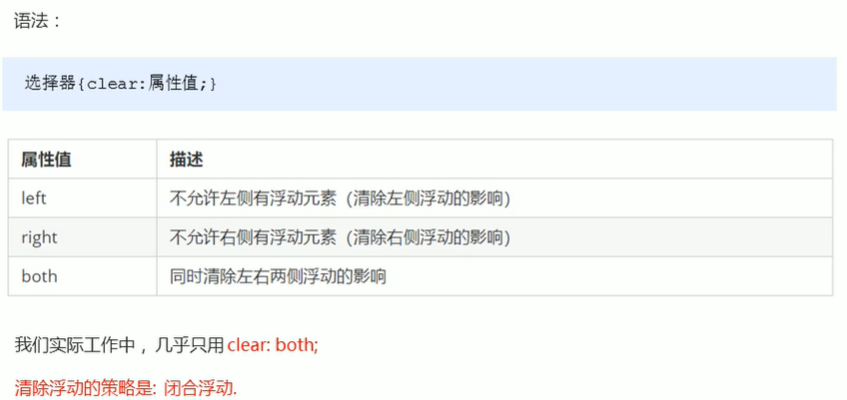 语法：
选择器{clear:属性值;}
属性值 描述
left 不允许左侧有浮动元素（清除左侧浮动的影响）
right 不允许右侧有浮动元素（清除右侧浮动的影响）
both 同时清除左右两侧浮动的影响
我们实际工作中，几乎只用 clear: both;
清除浮动的策略是: 闭合浮动.